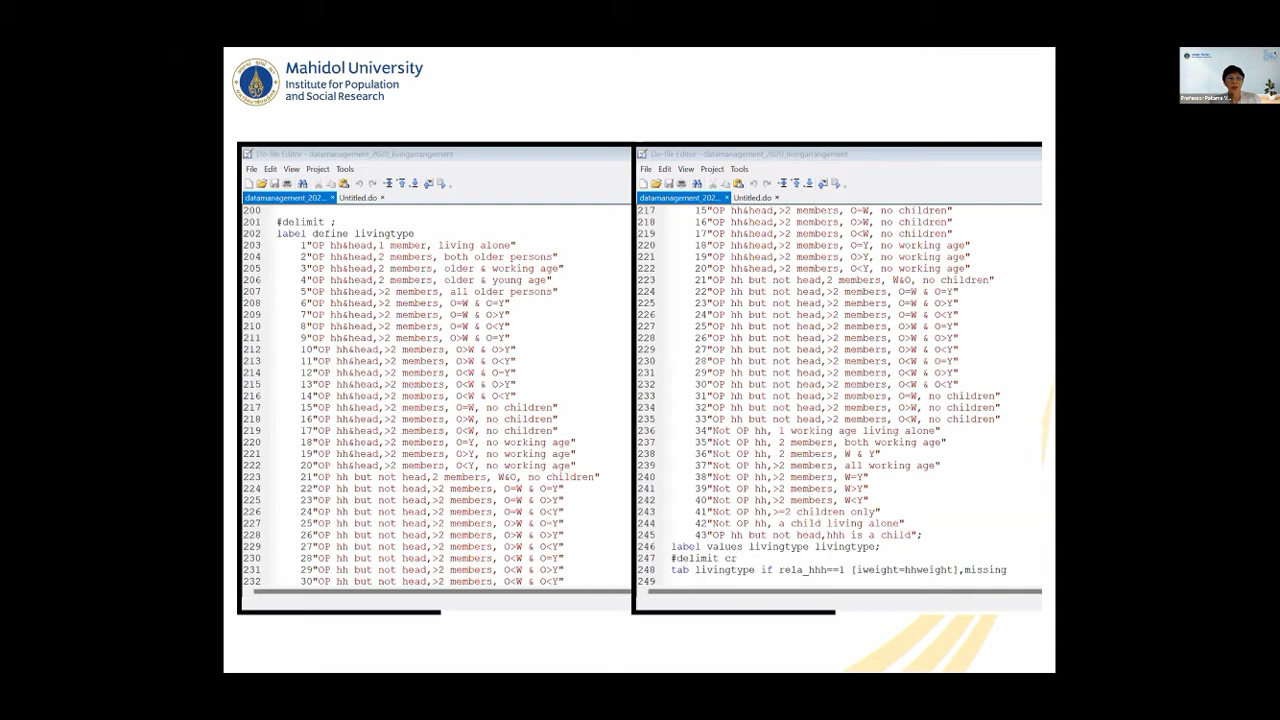 Mahidol University
Institute for Population
and Social Research
Do-file Editor - datamanagement_2020_livingarrangement
File Edit View Project Tools
datamanagement_202... × Untitled.do ×
200
201 #delimit ;
202 label define livingtype
203 1"OP hh&head,1 member, living alone"
204 2"OP hh&head,2 members, both older persons"
205 3"OP hh&head,2 members, older & working age"
206 4"OP hh&head,2 members, older & young age"
207 5"OP hh&head,>2 members, all older persons"
208 6"OP hh&head,>2 members, O=W & O=Y"
209 7"OP hh&head,>2 members, O=W & O>Y"
210 8"OP hh&head,>2 members, O=W & O<Y"
211 9"OP hh&head,>2 members, O>W & O=Y"
212 10"OP hh&head,>2 members, O>W & O>Y"
213 11"OP hh&head,>2 members, O>W & O<Y"
214 12"OP hh&head,>2 members, O<W & O=Y"
215 13"OP hh&head,>2 members, O<W & O>Y"
216 14"OP hh&head,>2 members, O<W & O<Y"
217 15"OP hh&head,>2 members, O=W, no children"
218 16"OP hh&head,>2 members, O>W, no children"
219 17"OP hh&head,>2 members, O<W, no children"
220 18"OP hh&head,>2 members, O=Y, no working age"
221 19"OP hh&head,>2 members, O>Y, no working age"
222 20"OP hh&head,>2 members, O<Y, no working age"
223 21"OP hh but not head,2 members, W&O, no children"
224 22"OP hh but not head,>2 members, O=W & O=Y"
225 23"OP hh but not head,>2 members, O=W & O>Y"
226 24"OP hh but not head,>2 members, O=W & O<Y"
227 25"OP hh but not head,>2 members, O>W & O=Y"
228 26"OP hh but not head,>2 members, O>W & O>Y"
229 27"OP hh but not head,>2 members, O>W & O<Y"
230 28"OP hh but not head,>2 members, O<W & O=Y"
231 29"OP hh but not head,>2 members, O<W & O>Y"
232 30"OP hh but not head,>2 members, O<W & O<Y"
Do-file Editor - datamanagement_2020_livingarrangement
File Edit View Project Tools
datamanagement_202... × Untitled.do ×
217 15"OP hh&head,>2 members, O=W, no children"
218 16"OP hh&head,>2 members, O>W, no children"
219 17"OP hh&head,>2 members, O<W, no children"
220 18"OP hh&head,>2 members, O=Y, no working age"
221 19"OP hh&head,>2 members, O>Y, no working age"
222 20"OP hh&head,>2 members, O<Y, no working age"
223 21"OP hh but not head,2 members, W&O, no children"
224 22"OP hh but not head,>2 members, O=W & O=Y"
225 23"OP hh but not head,>2 members, O=W & O>Y"
226 24"OP hh but not head,>2 members, O=W & O<Y"
227 25"OP hh but not head,>2 members, O>W & O=Y"
228 26"OP hh but not head,>2 members, O>W & O>Y"
229 27"OP hh but not head,>2 members, O>W & O<Y"
230 28"OP hh but not head,>2 members, O<W & O=Y"
231 29"OP hh but not head,>2 members, O<W & O>Y"
232 30"OP hh but not head,>2 members, O<W & O<Y"
233 31"OP hh but not head,>2 members, O=W, no children"
234 32"OP hh but not head,>2 members, O>W, no children"
235 33"OP hh but not head,>2 members, O<W, no children"
236 34"Not OP hh, 1 working age living alone"
237 35"Not OP hh, 2 members, both working age"
238 36"Not OP hh, 2 members, W & Y"
239 37"Not OP hh,>2 members, all working age"
240 38"Not OP hh,>2 members, W=Y"
241 39"Not OP hh,>2 members, W>Y"
242 40"Not OP hh,>2 members, W<Y"
243 41"Not OP hh,>=2 children only"
244 42"Not OP hh, a child living alone"
245 43"OP hh but not head,hhh is a child";
246 label values livingtype livingtype;
247 #delimit cr
248 tab livingtype if rela_hhh==1 [iweight=hhweight],missing
249